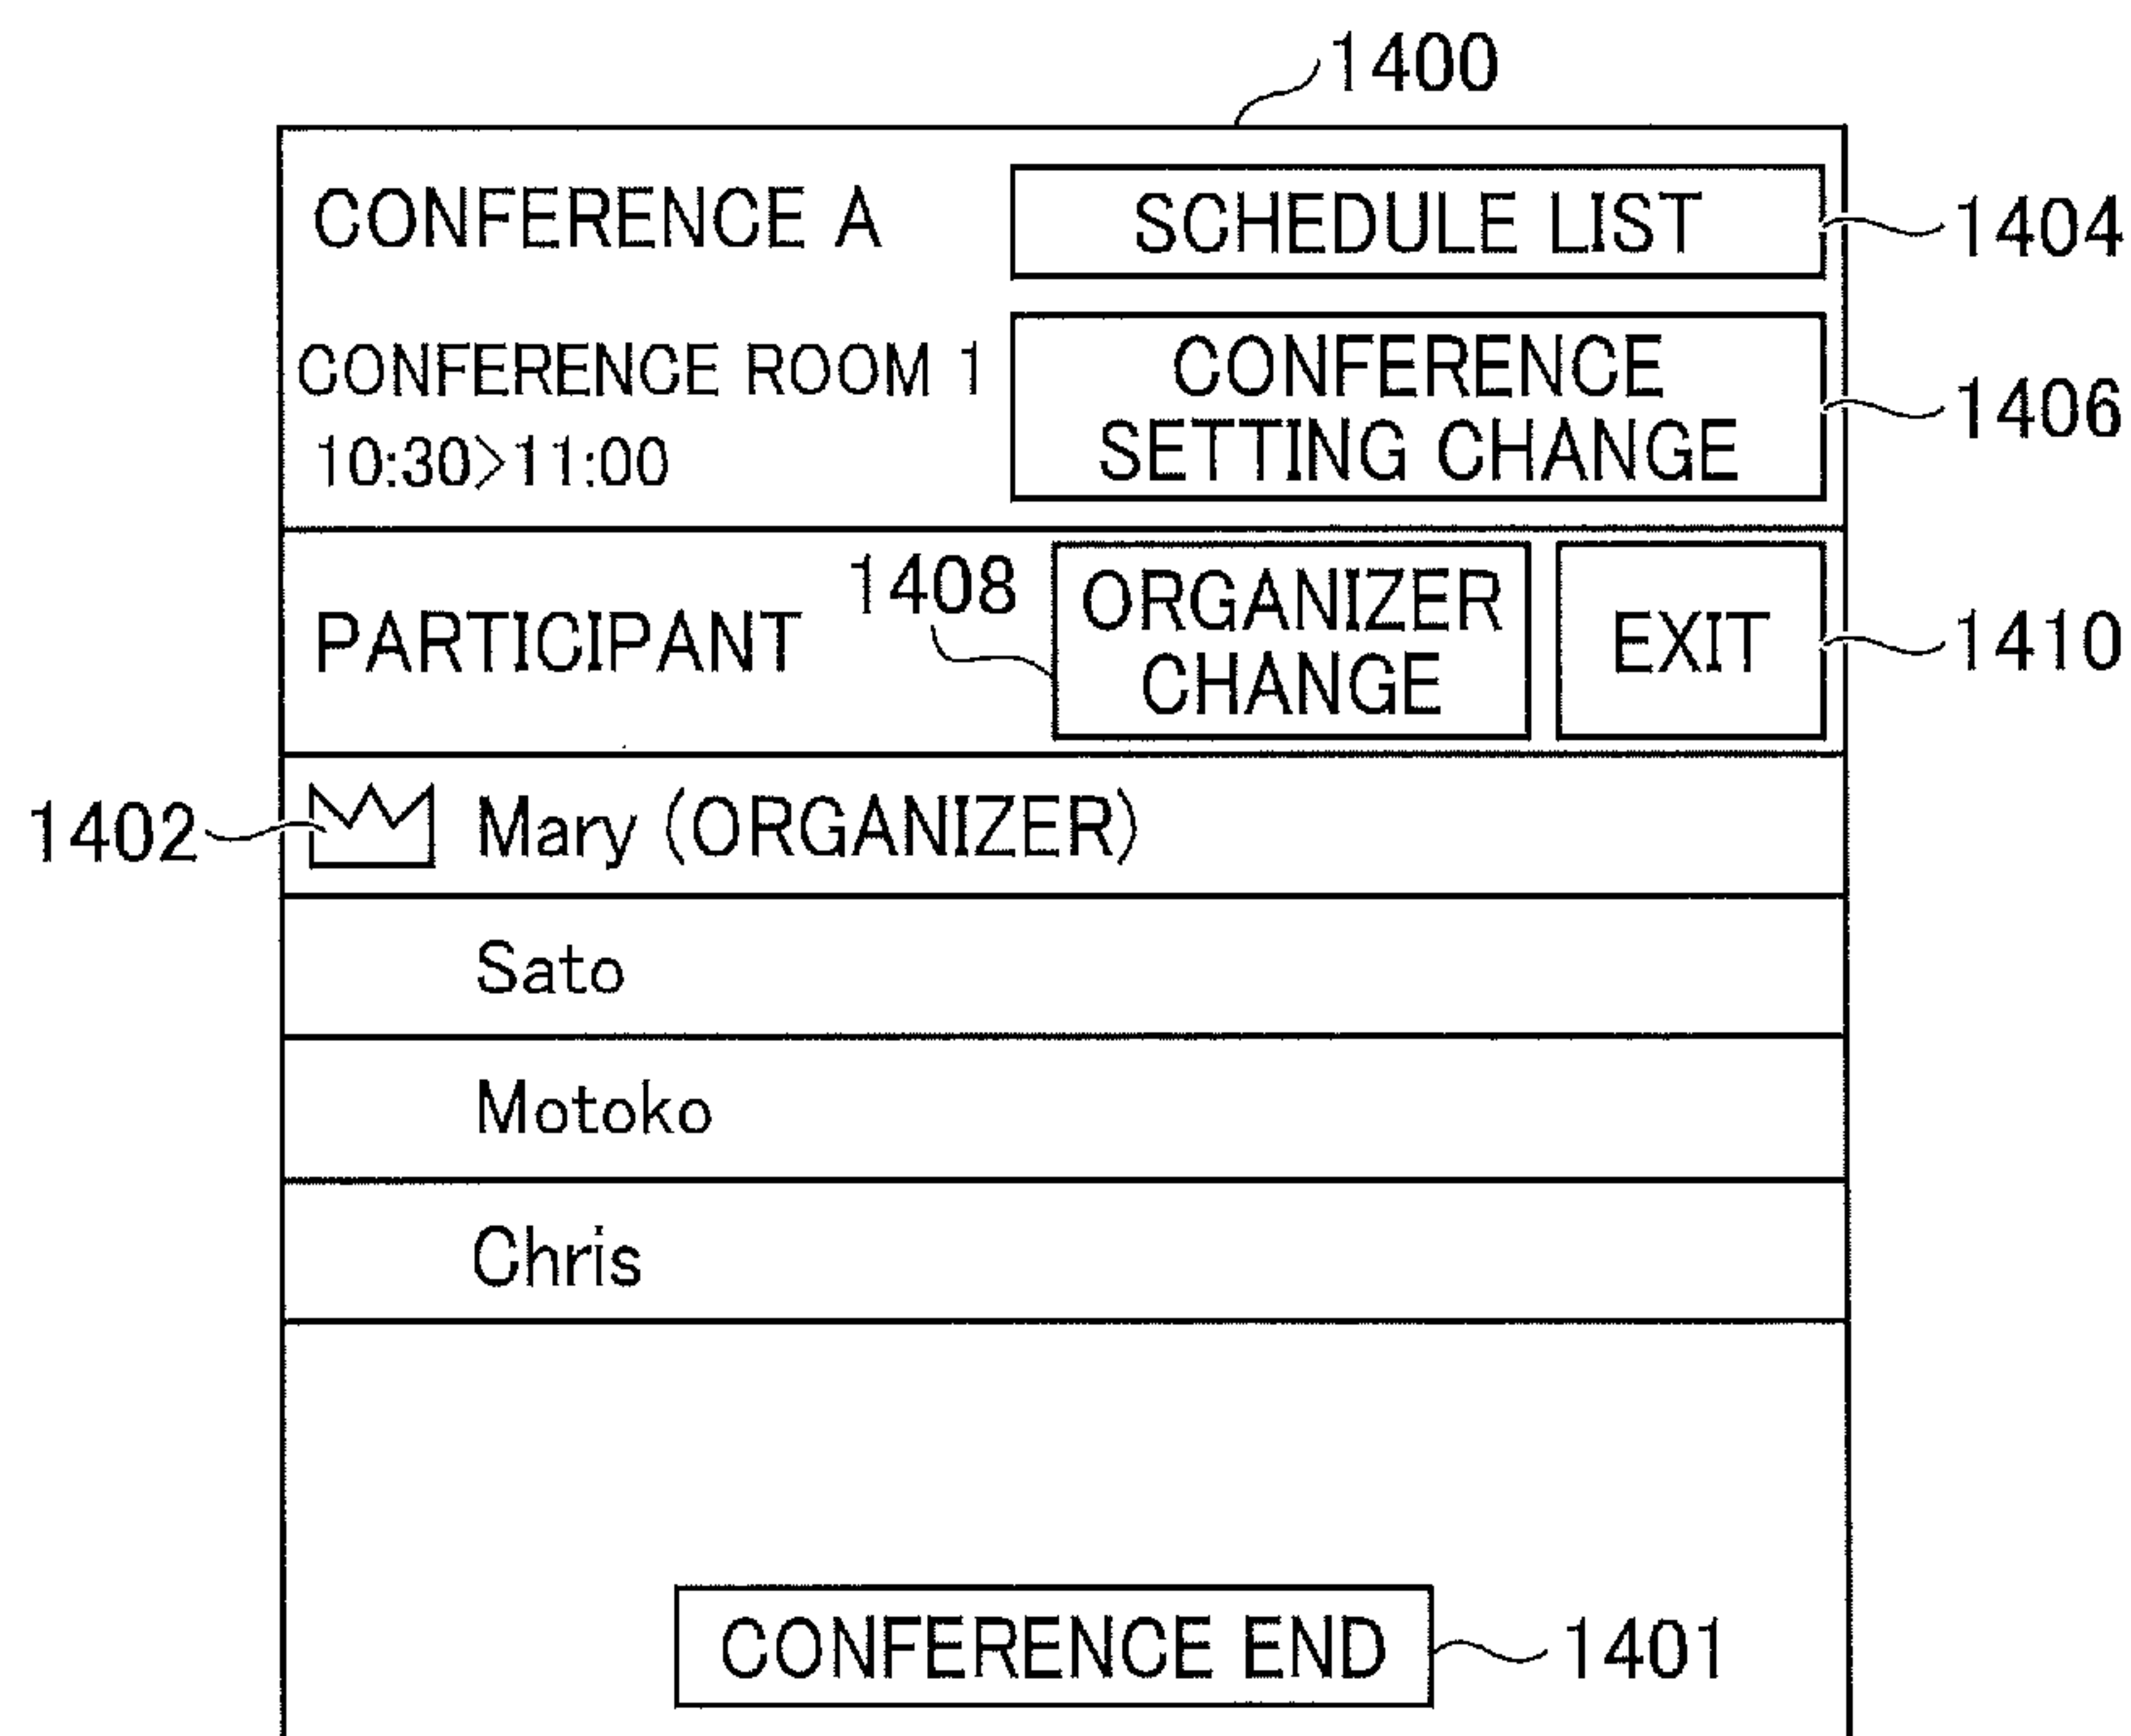 1400
CONFERENCE A
SCHEDULE LIST
1404
CONFERENCE ROOM 1
10:30>11:00
CONFERENCE
SETTING CHANGE
1406
PARTICIPANT
1408
ORGANIZER
CHANGE
EXIT
1410
1402
Mary (ORGANIZER)
Sato
Motoko
Chris
CONFERENCE END
1401